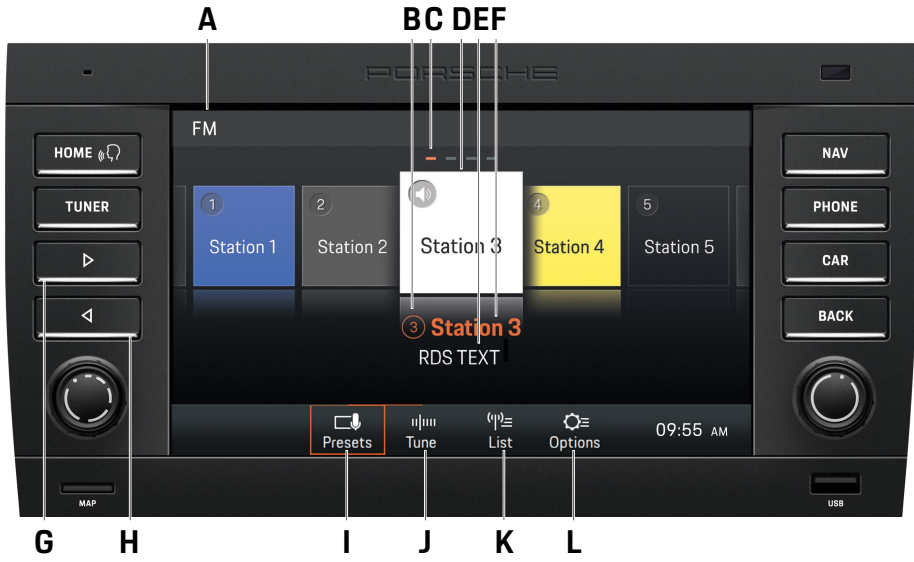 A B C D E F
PORSCHE
FM
HOME
NAV
TUNER
PHONE
1 2 4 5
Station 1 Station 2 Station 3 Station 4 Station 5
CAR
BACK
3 Station 3
RDS TEXT
Presets Tune List Options 09:55 AM
MAP
USB
G H I J K L